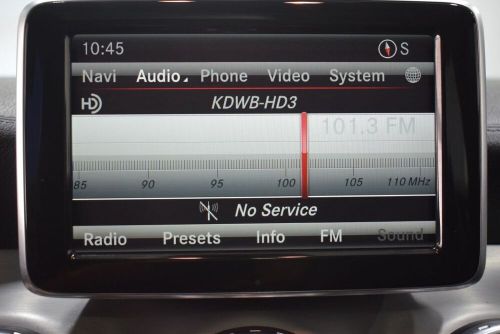 10:45 S
Navi Audio Phone Video System
HD KDWB-HD3
101.3 FM
85 90 95 100 105 110 MHz
No Service
Radio Presets Info FM Sound